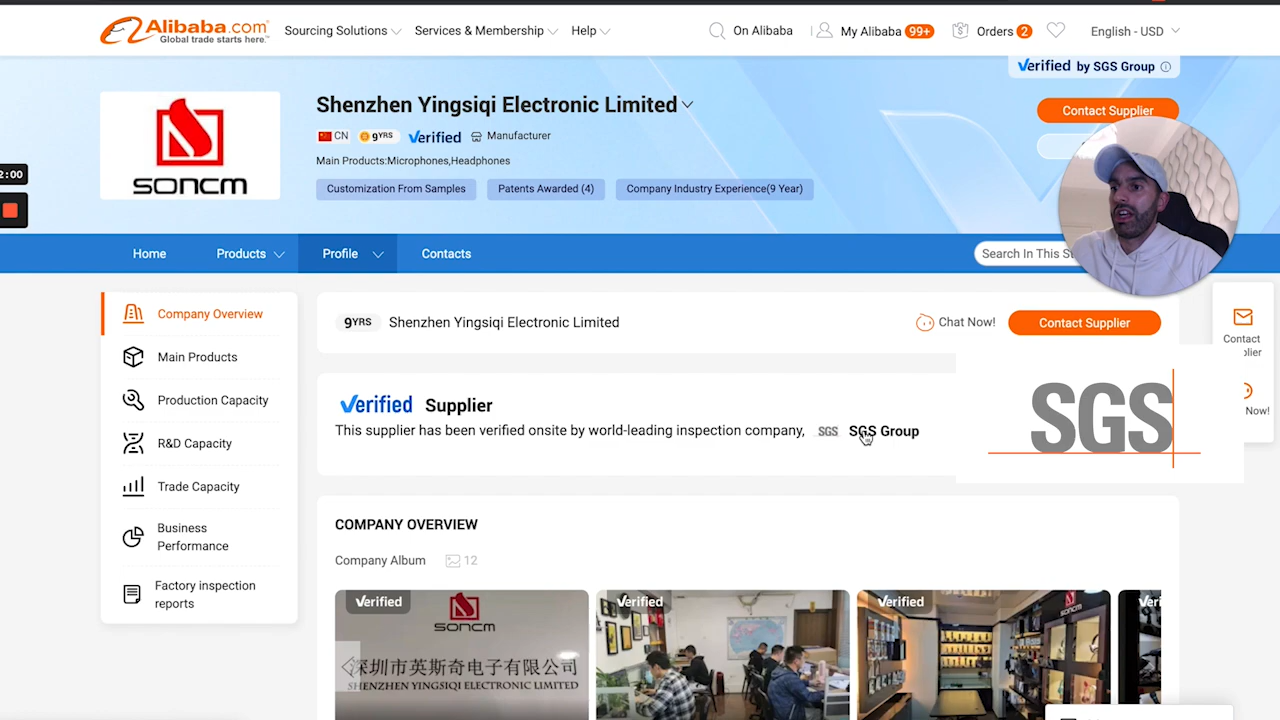 Alibaba.com
Global trade starts here.™
Sourcing Solutions
Services & Membership
Help
On Alibaba
My Alibaba 99+
Orders 2
English - USD
Verified by SGS Group
SONCM
Shenzhen Yingsiqi Electronic Limited
Contact Supplier
CN 9YRS Verified Manufacturer
Main Products:Microphones,Headphones
Customization From Samples
Patents Awarded (4)
Company Industry Experience(9 Year)
2:00
Home
Products
Profile
Contacts
Search In This St
Company Overview
Main Products
Production Capacity
R&D Capacity
Trade Capacity
Business
Performance
Factory inspection
reports
9YRS Shenzhen Yingsiqi Electronic Limited
Chat Now!
Contact Supplier
Contact
plier
Now!
Verified Supplier
This supplier has been verified onsite by world-leading inspection company, SGS SGS Group
SGS
COMPANY OVERVIEW
Company Album 12
Verified
SONCM
深圳市英斯奇电子有限公司
SHENZHEN YINGSIQI ELECTRONIC LIMITED
Verified
Verified
SONCM
Veri